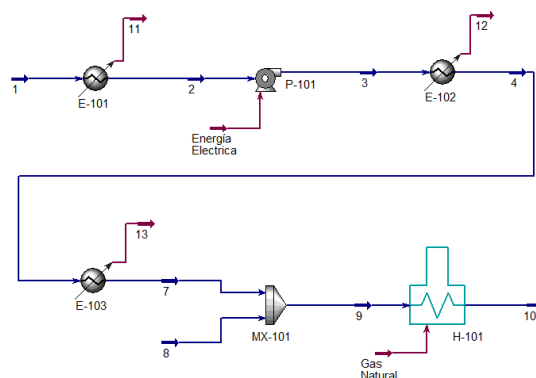 11
12
1
E-101
2
P-101
3
E-102
4
Energía
Electrica
13
E-103
7
8
MX-101
9
H-101
10
Gas
Natural